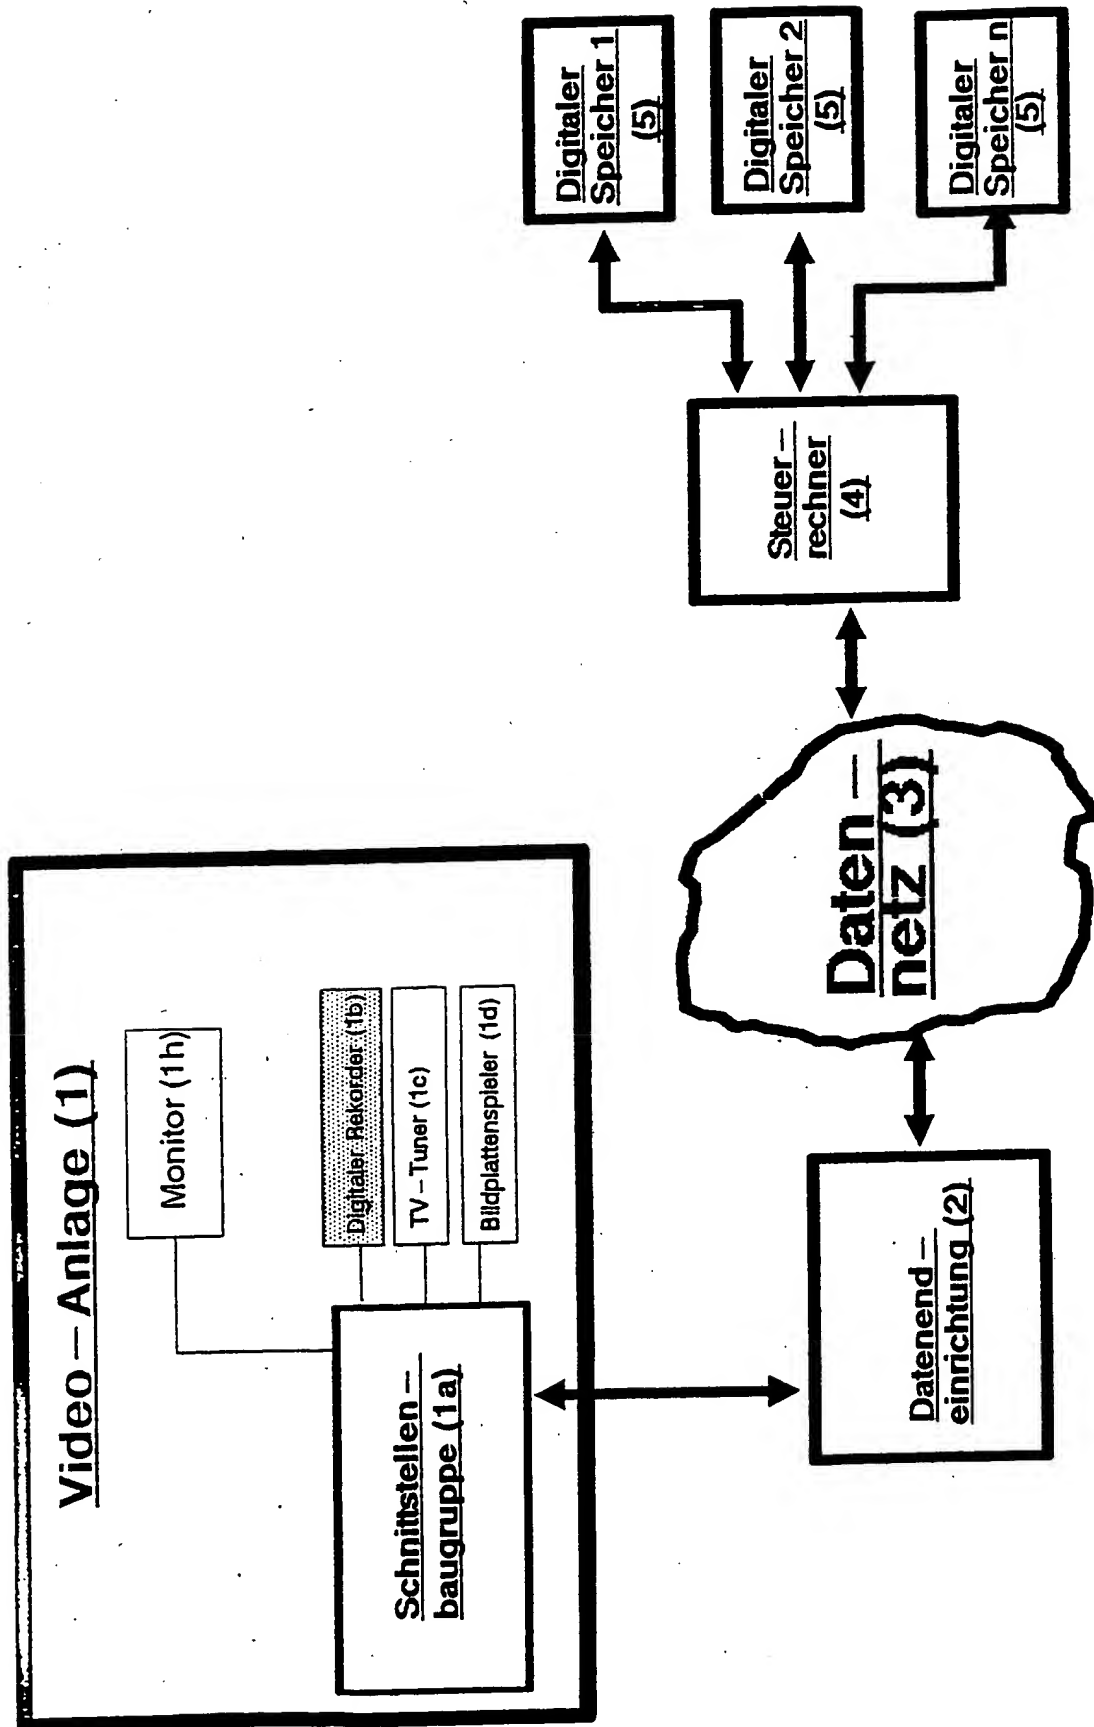 Video–Anlage (1)
Monitor (1h)
Digitaler Rekorder (1b)
TV–Tuner (1c)
Bildplattenspieler (1d)
Schnittstellen–
baugruppe (1a)
Datenend–
einrichtung (2)
Daten–
netz (3)
Steuer–
rechner
(4)
Digitaler
Speicher 1
(5)
Digitaler
Speicher 2
(5)
Digitaler
Speicher n
(5)